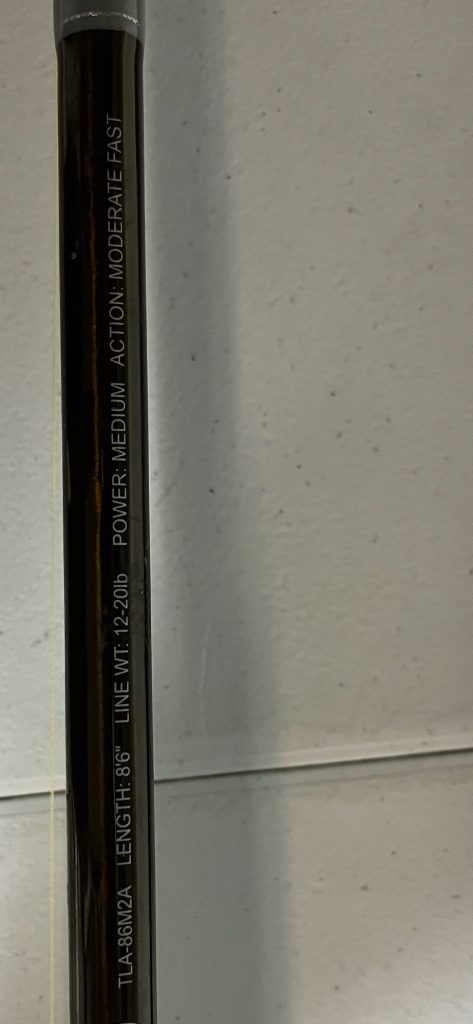 TLA-86M2A LENGTH: 8'6" LINE WT: 12-20lb POWER: MEDIUM ACTION: MODERATE FAST